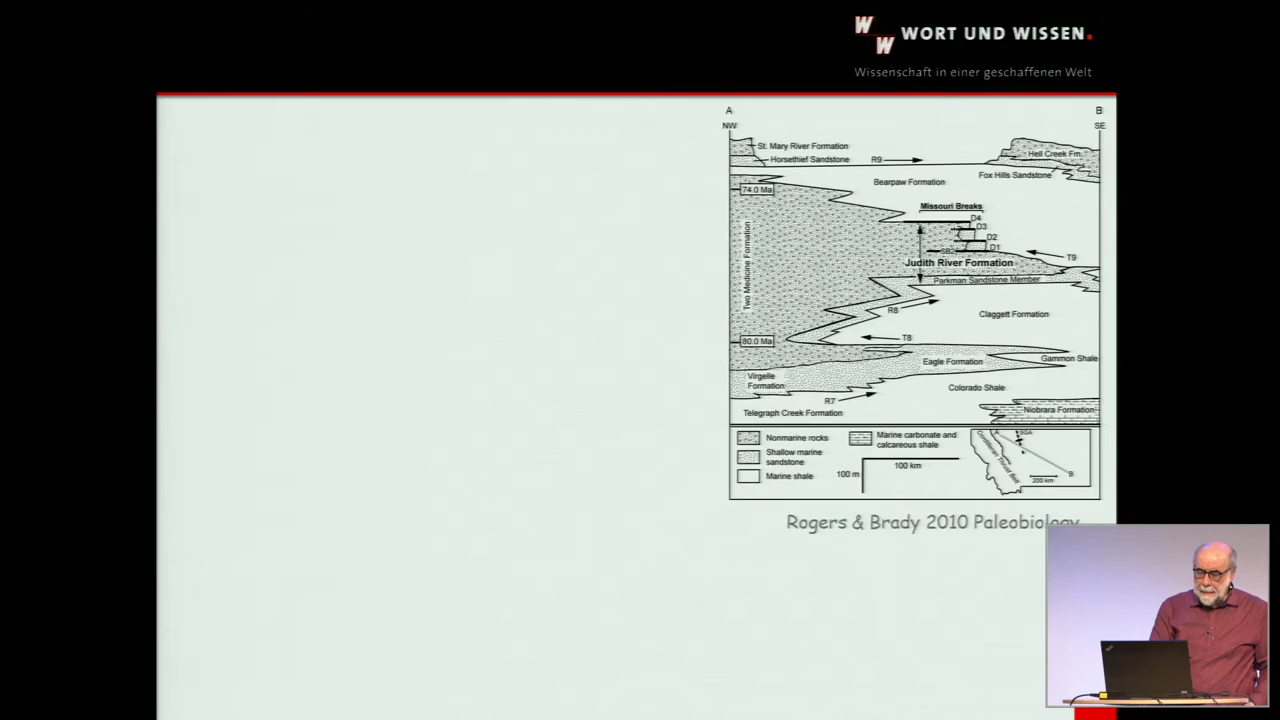 W
W
WORT UND WISSEN.
Wissenschaft in einer geschaffenen Welt
A
B
NW
SE
St. Mary River Formation
Horsethief Sandstone
R9
Hell Creek Fm.
Fox Hills Sandstone
Bearpaw Formation
74.0 Ma
Missouri Breaks
D4
D3
D2
D1
SB2
T9
Two Medicine Formation
Judith River Formation
Parkman Sandstone Member
R8
Claggett Formation
80.0 Ma
T8
Eagle Formation
Gammon Shale
Virgelle
Formation
Colorado Shale
R7
Niobrara Formation
Telegraph Creek Formation
Nonmarine rocks
Shallow marine
sandstone
Marine shale
Marine carbonate and
calcareous shale
100 km
100 m
A
Cordilleran Thrust Belt
B
200 km
Rogers & Brady 2010 Paleobiology